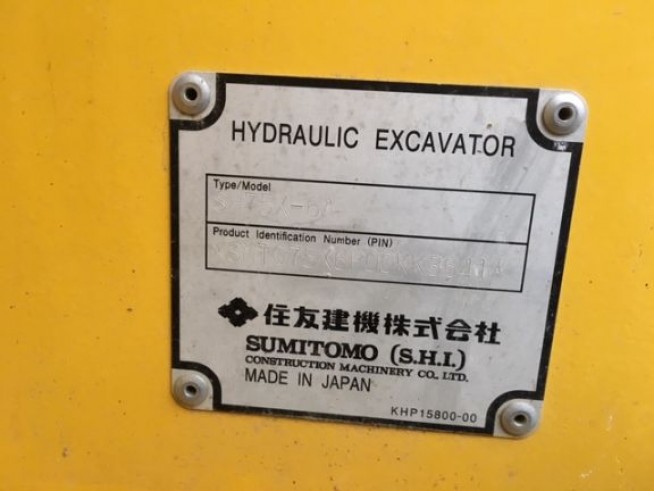 HYDRAULIC EXCAVATOR
Type/Model
Product Identification Number (PIN)
住友建機株式会社
SUMITOMO (S.H.I.)
CONSTRUCTION MACHINERY CO., LTD.
MADE IN JAPAN
KHP15800-00